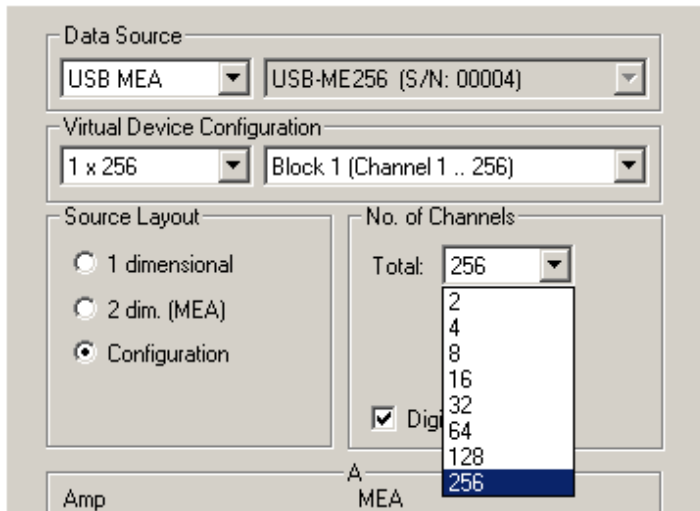 Data Source
USB MEA USB-ME256 (S/N: 00004)
Virtual Device Configuration
1 x 256 Block 1 (Channel 1 .. 256)
Source Layout No. of Channels
1 dimensional Total: 256
2 dim. (MEA) 2
4
Configuration 8
16
32
Digi 64
128
256
A
Amp MEA